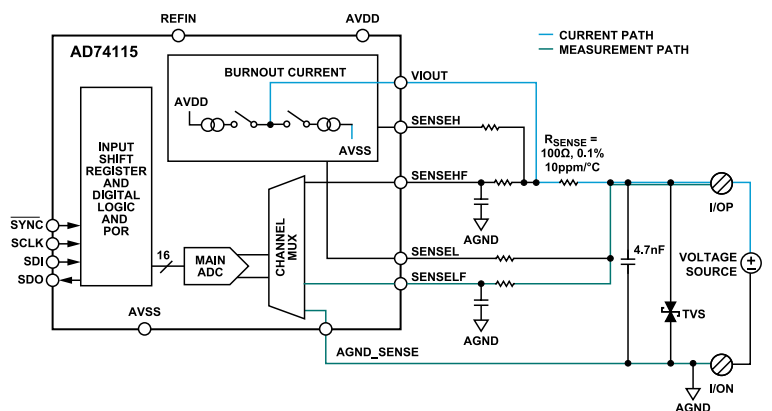 REFIN
AVDD
CURRENT PATH
MEASUREMENT PATH
AD74115
BURNOUT CURRENT
AVDD
AVSS
VIOUT
SENSEH
RSENSE =
100Ω, 0.1%
10ppm/°C
INPUT
SHIFT
REGISTER
AND
DIGITAL
LOGIC
AND
POR
SENSEHF
I/OP
AGND
SYNC
SCLK
SDI
SDO
16
MAIN
ADC
CHANNEL
MUX
SENSEL
SENSELF
4.7nF
VOLTAGE
SOURCE
AGND
TVS
AVSS
AGND_SENSE
I/ON
AGND